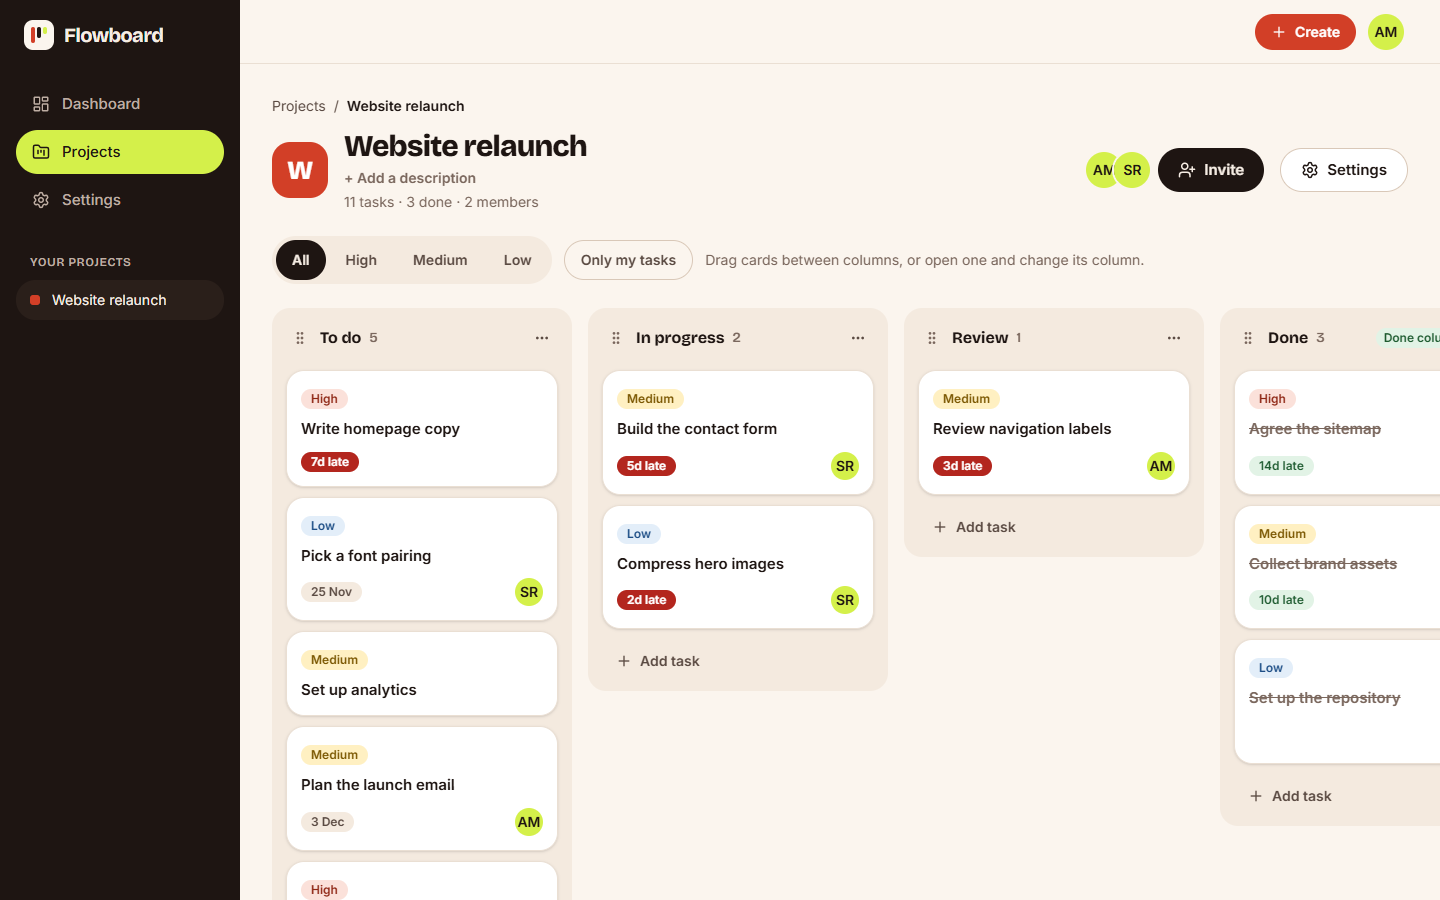 Flowboard
Dashboard
Projects
Settings
YOUR PROJECTS
Website relaunch
+ Create
AM
Projects / Website relaunch
W
Website relaunch
+ Add a description
11 tasks · 3 done · 2 members
AM SR
Invite
Settings
All High Medium Low
Only my tasks
Drag cards between columns, or open one and change its column.
To do 5
High
Write homepage copy
7d late
Low
Pick a font pairing
25 Nov SR
Medium
Set up analytics
Medium
Plan the launch email
3 Dec AM
High
In progress 2
Medium
Build the contact form
5d late SR
Low
Compress hero images
2d late SR
+ Add task
Review 1
Medium
Review navigation labels
3d late AM
+ Add task
Done 3 Done colu
High
Agree the sitemap
14d late
Medium
Collect brand assets
10d late
Low
Set up the repository
+ Add task